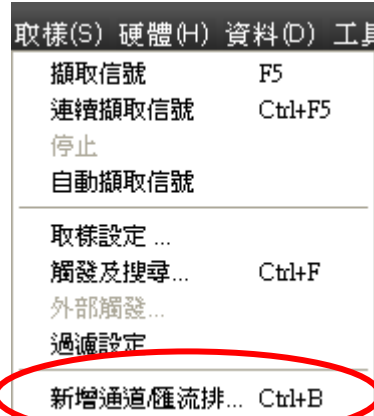 取樣(S) 硬體(H) 資料(D) 工具
擷取信號 F5
連續擷取信號 Ctrl+F5
停止
自動擷取信號
取樣設定 ...
觸發及搜尋... Ctrl+F
外部觸發...
過濾設定
新增通道/匯流排... Ctrl+B